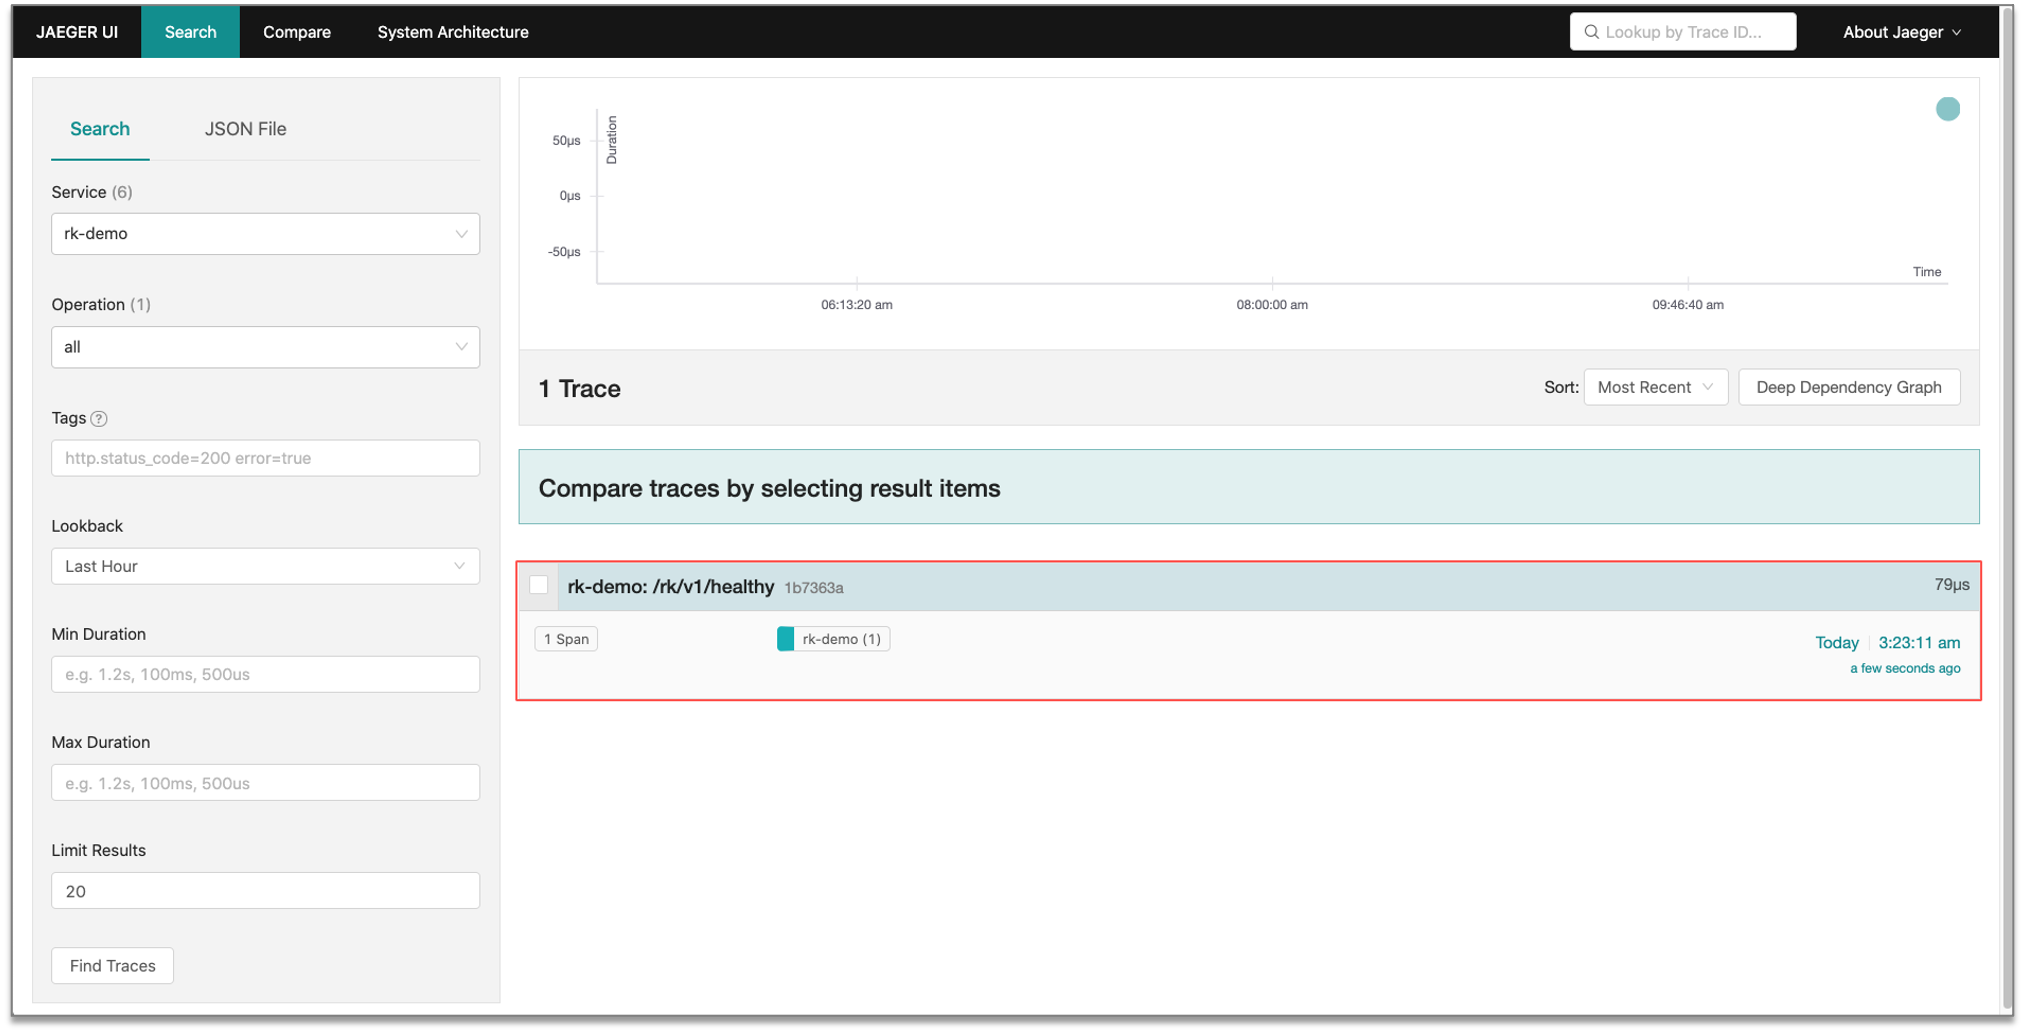 JAEGER UI Search Compare System Architecture Lookup by Trace ID... About Jaeger
Search JSON File
Service (6)
rk-demo
Operation (1)
all
Tags ?
http.status_code=200 error=true
Lookback
Last Hour
Min Duration
e.g. 1.2s, 100ms, 500us
Max Duration
e.g. 1.2s, 100ms, 500us
Limit Results
20
Find Traces
Duration
50μs
0μs
-50μs
Time
06:13:20 am 08:00:00 am 09:46:40 am
1 Trace Sort: Most Recent Deep Dependency Graph
Compare traces by selecting result items
rk-demo: /rk/v1/healthy 1b7363a 79μs
1 Span rk-demo (1) Today 3:23:11 am
a few seconds ago